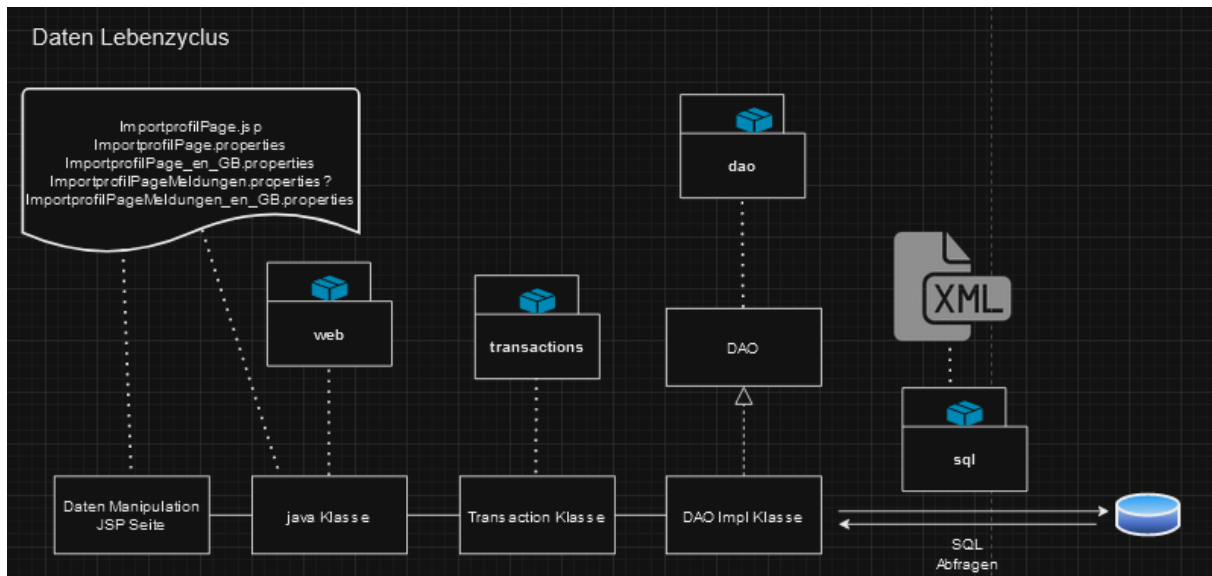 Daten Lebenzyclus
ImportprofilPage.jsp
ImportprofilPage.properties
ImportprofilPage_en_GB.properties
ImportprofilPageMeldungen.properties ?
ImportprofilPageMeldungen_en_GB.properties
dao
web
transactions
DAO
XML
sql
Daten Manipulation
JSP Seite
java Klasse
Transaction Klasse
DAO Impl Klasse
SQL
Abfragen